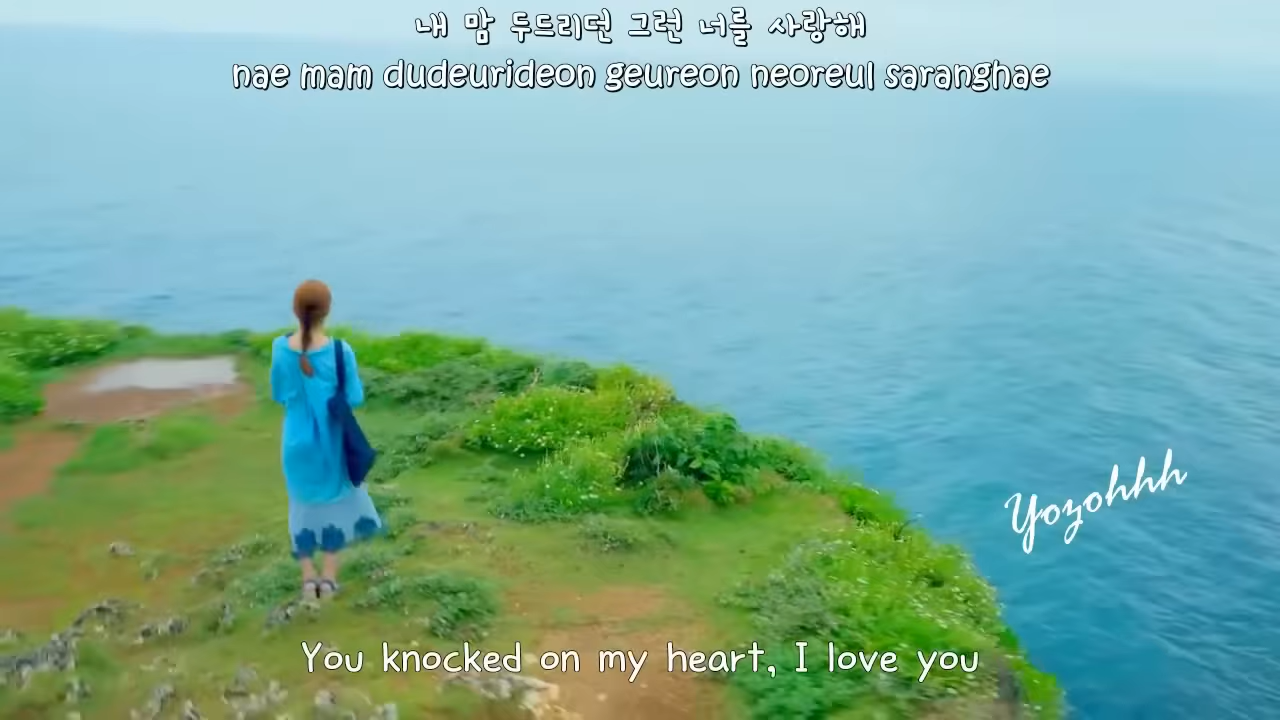 내 맘 두드리던 그런 너를 사랑해
nae mam dudeurideon geureon neoreul saranghae
Yozohhh
You knocked on my heart, I love you